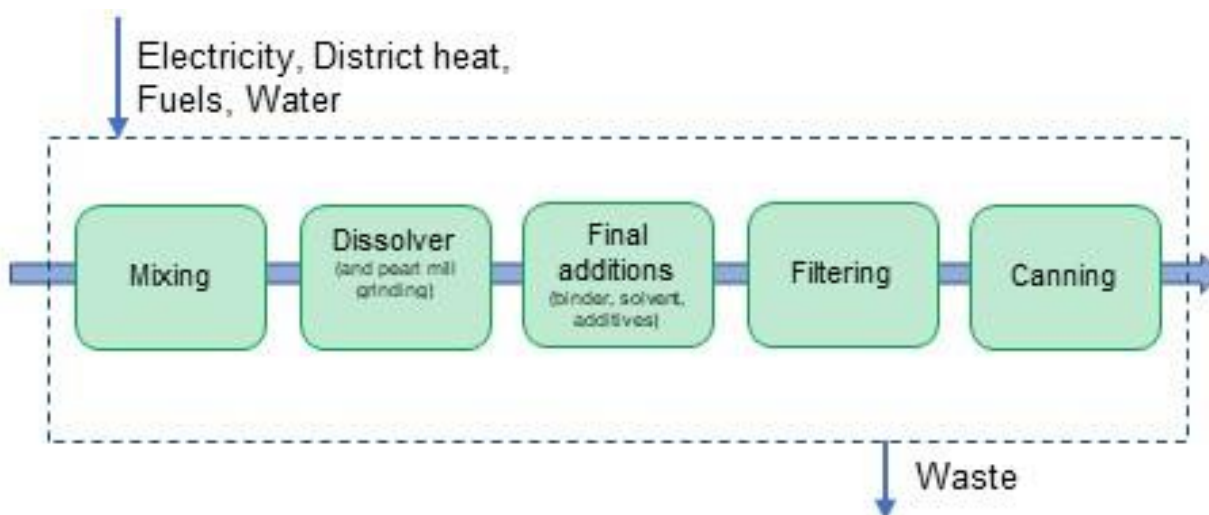 Electricity, District heat,
Fuels, Water
Mixing
Dissolver
(and pearl mill
grinding)
Final
additions
(binder, solvent,
additives)
Filtering
Canning
Waste